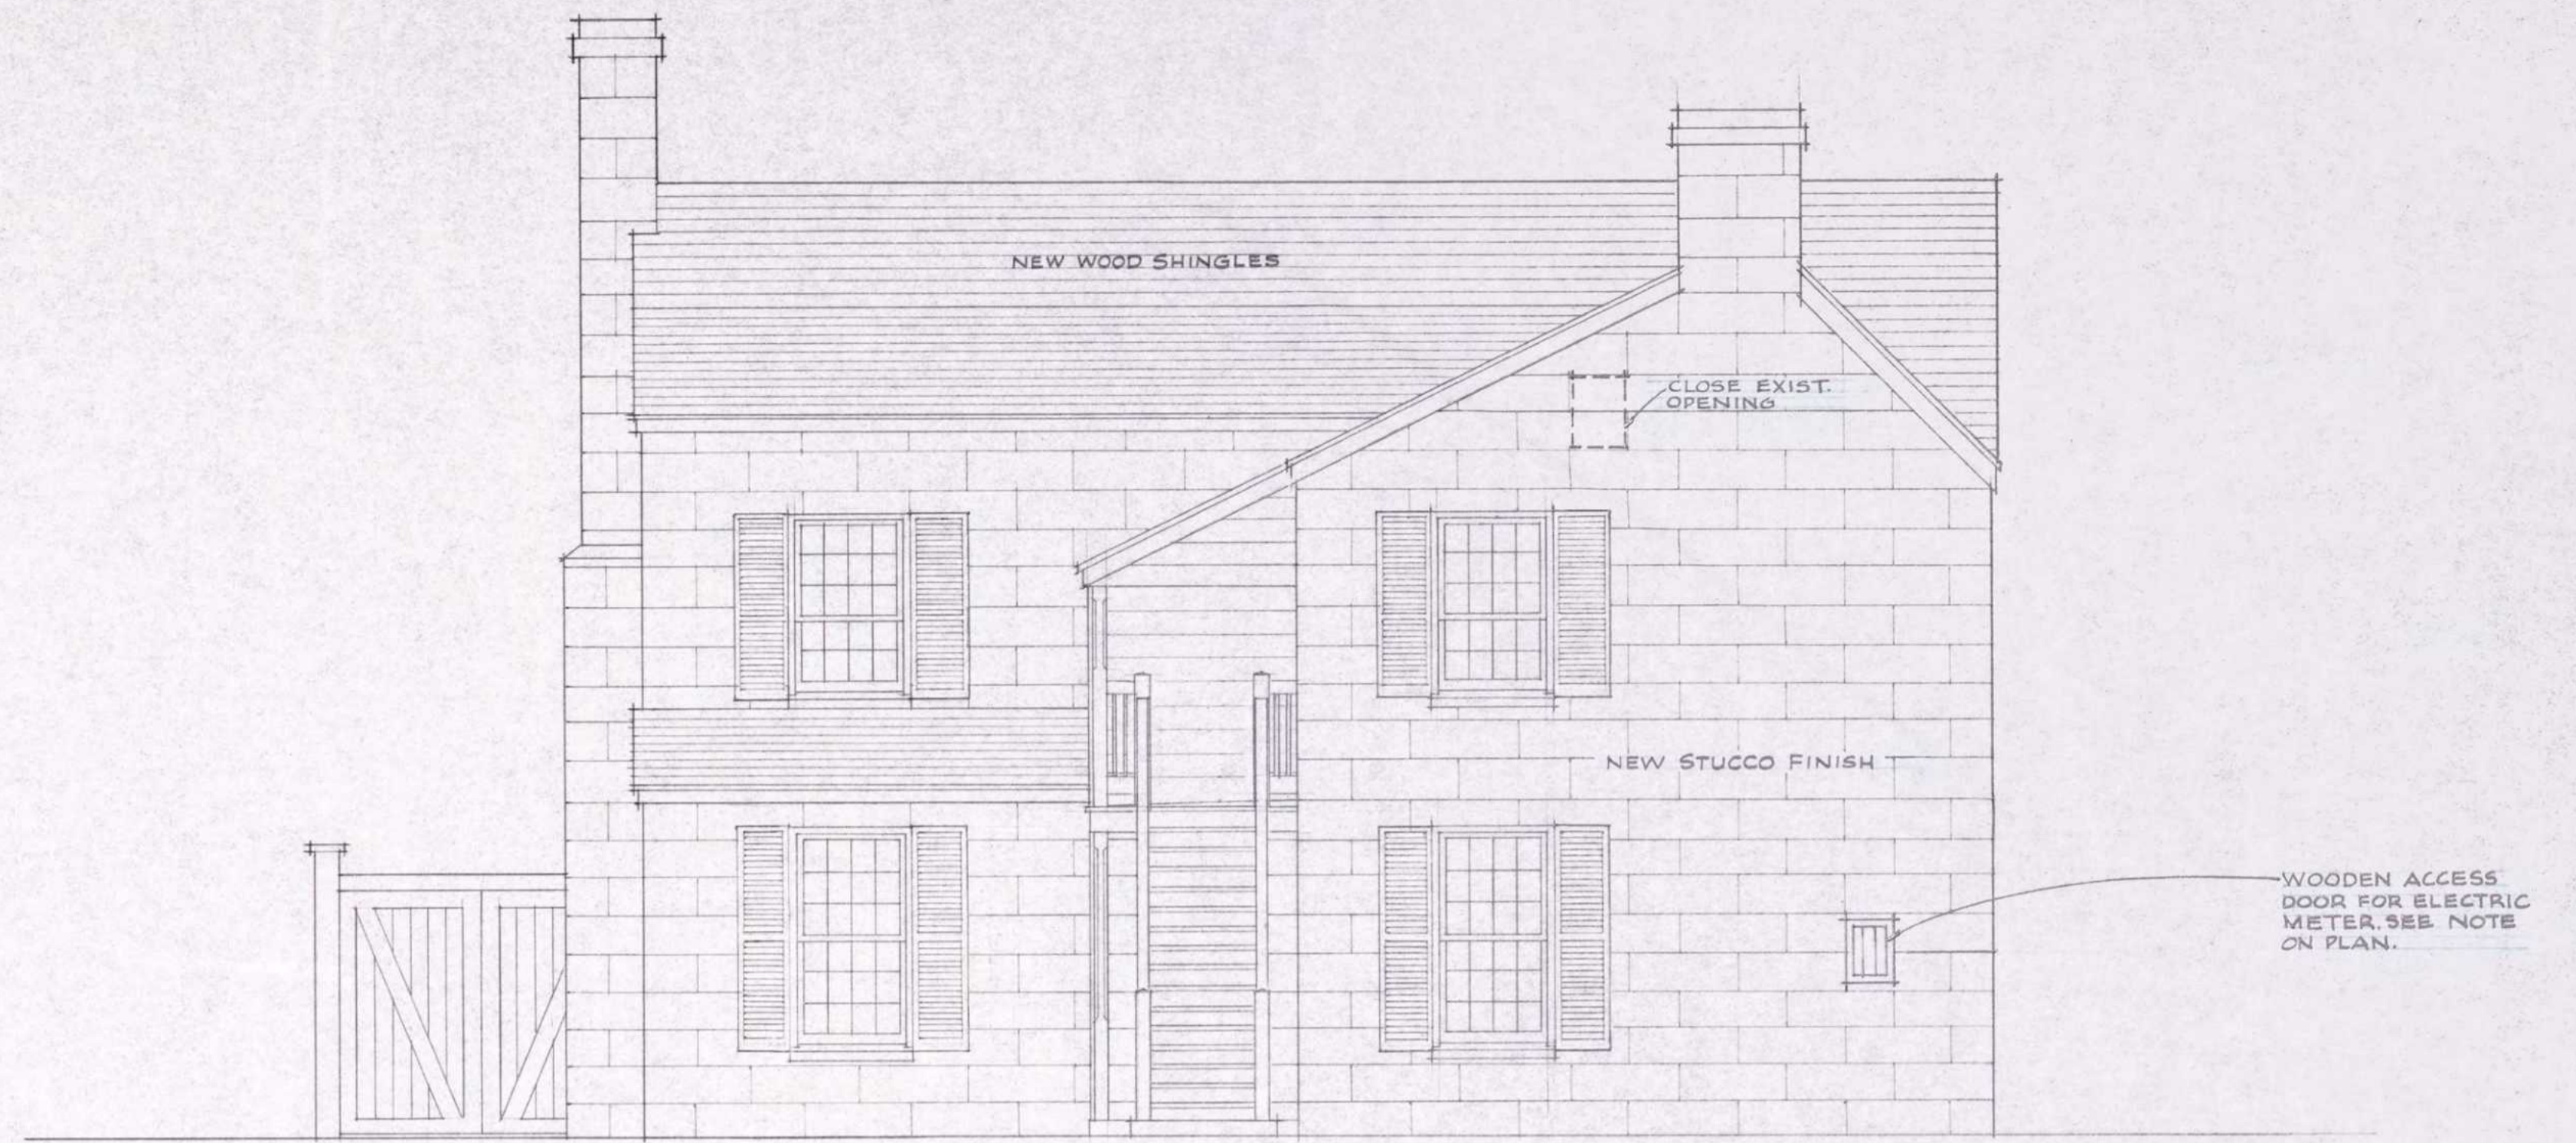 NEW WOOD SHINGLES
CLOSE EXIST.
OPENING
NEW STUCCO FINISH
WOODEN ACCESS
DOOR FOR ELECTRIC
METER. SEE NOTE
ON PLAN.